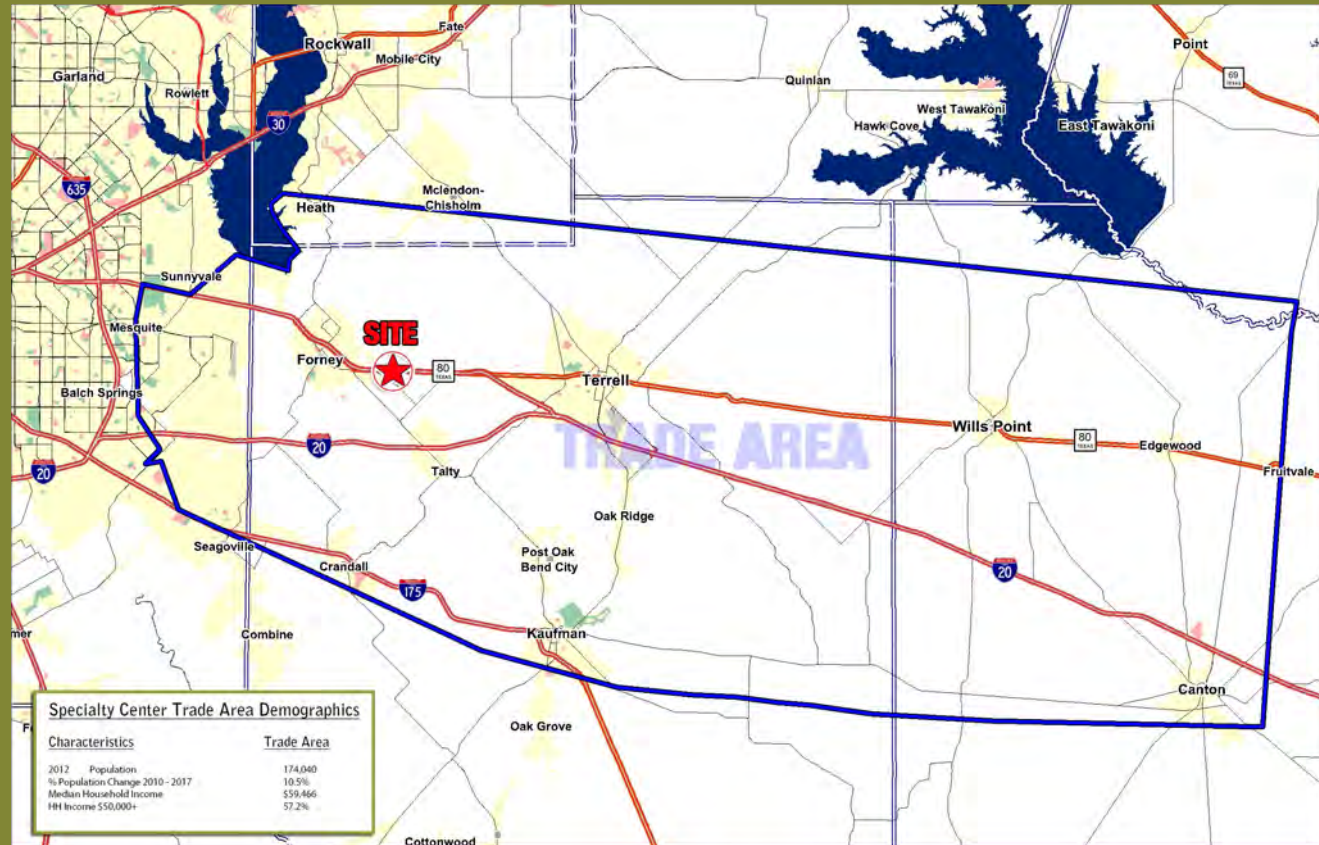 Rockwall
Fate
Mobile City
Garland
Rowlett
30
635
Point
69
TEXAS
Quinlan
West Tawakoni
Hawk Cove
East Tawakoni
Mclendon-
Chisholm
Heath
Sunnyvale
Mesquite
SITE
Forney
80
TEXAS
Terrell
Balch Springs
TRADE AREA
Wills Point
80
TEXAS
Edgewood
Fruitvale
20
20
Talty
Oak Ridge
Seagoville
Post Oak
Bend City
20
Crandall
175
Combine
Kaufman
mer
Canton
Oak Grove
Cottonwood
Specialty Center Trade Area Demographics
Characteristics Trade Area
2012 Population 174,040
% Population Change 2010 - 2017 10.5%
Median Household Income $59,466
HH Income $50,000+ 57.2%